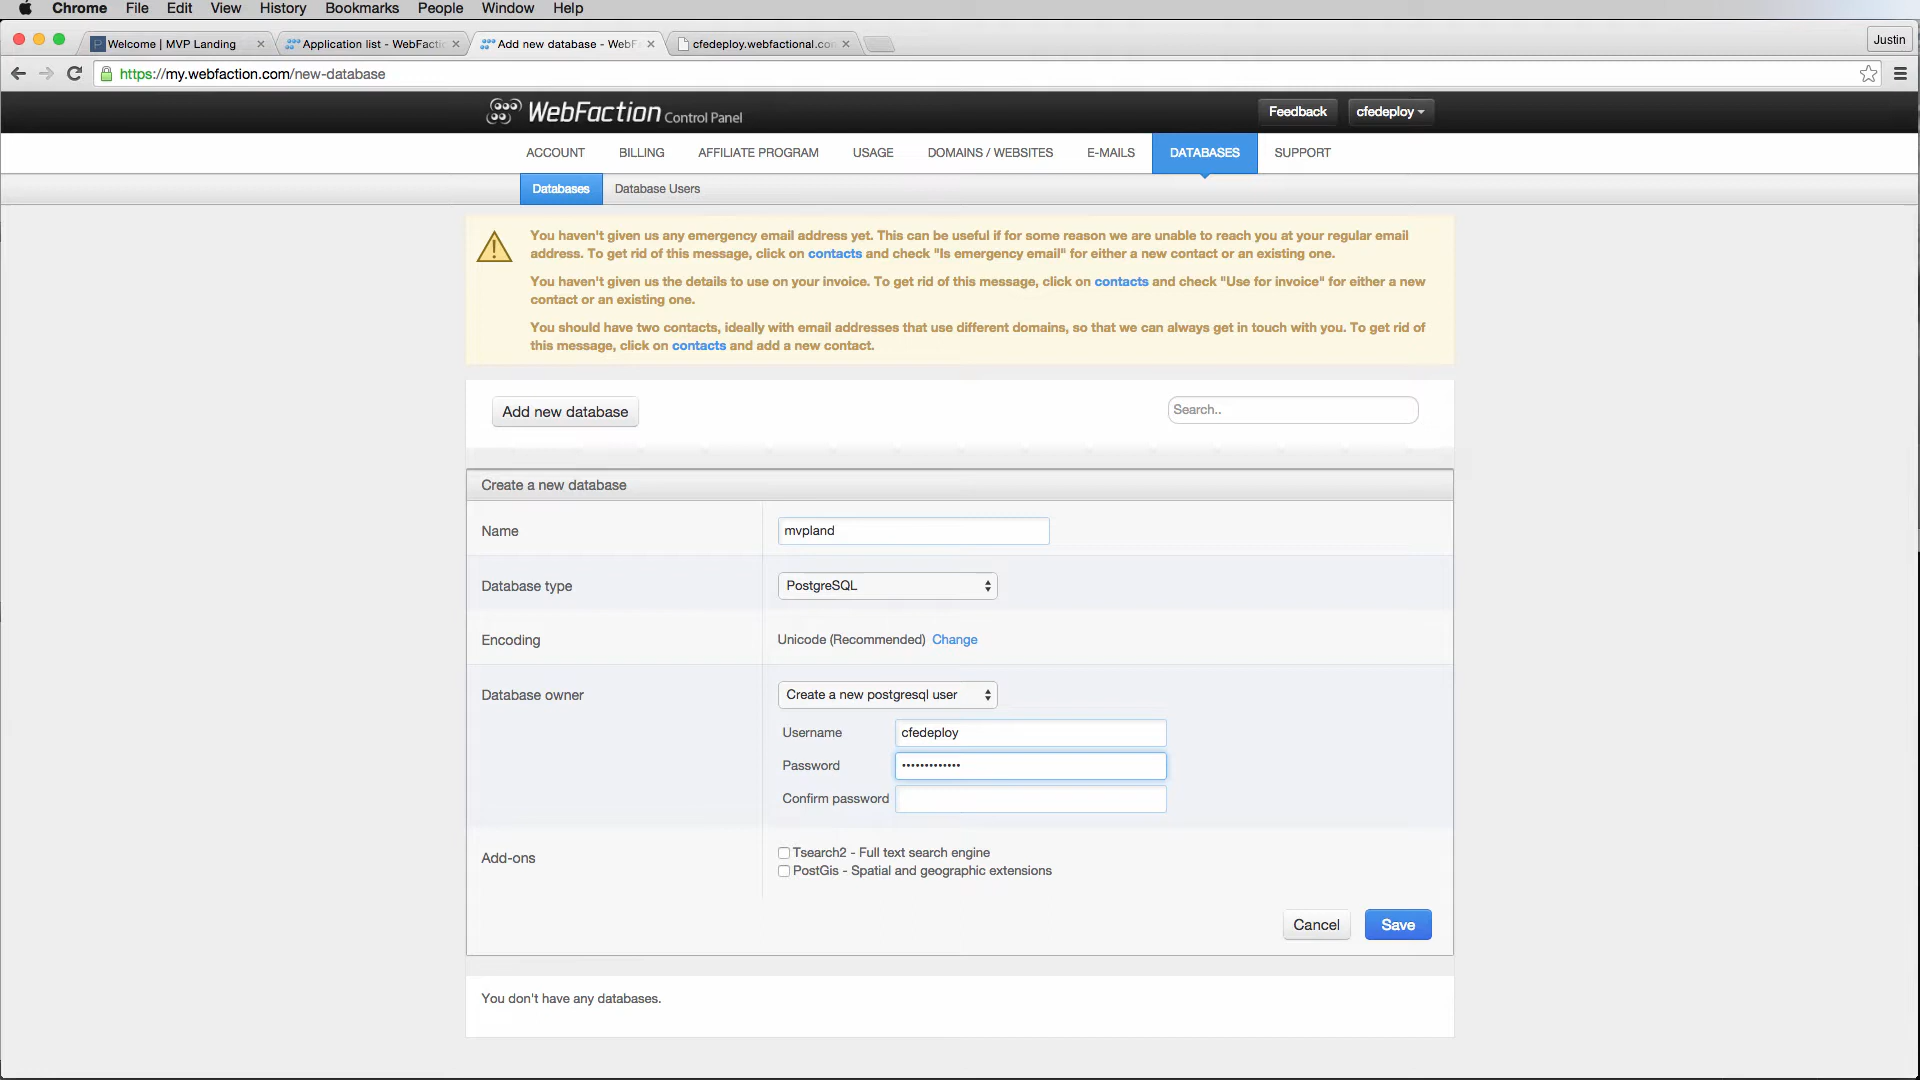 Chrome File Edit View History Bookmarks People Window Help
Welcome | MVP Landing
Application list - WebFactic
Add new database - WebF
cfedeploy.webfactional.con
Justin
https://my.webfaction.com/new-database
WebFaction Control Panel
Feedback
cfedeploy
ACCOUNT BILLING AFFILIATE PROGRAM USAGE DOMAINS / WEBSITES E-MAILS DATABASES SUPPORT
Databases Database Users
You haven't given us any emergency email address yet. This can be useful if for some reason we are unable to reach you at your regular email
address. To get rid of this message, click on contacts and check "Is emergency email" for either a new contact or an existing one.
You haven't given us the details to use on your invoice. To get rid of this message, click on contacts and check "Use for invoice" for either a new
contact or an existing one.
You should have two contacts, ideally with email addresses that use different domains, so that we can always get in touch with you. To get rid of
this message, click on contacts and add a new contact.
Add new database
Search..
Create a new database
Name mvpland
Database type PostgreSQL
Encoding Unicode (Recommended) Change
Database owner Create a new postgresql user
Username cfedeploy
Password •••••••••••••
Confirm password
Add-ons
Tsearch2 - Full text search engine
PostGis - Spatial and geographic extensions
Cancel Save
You don't have any databases.